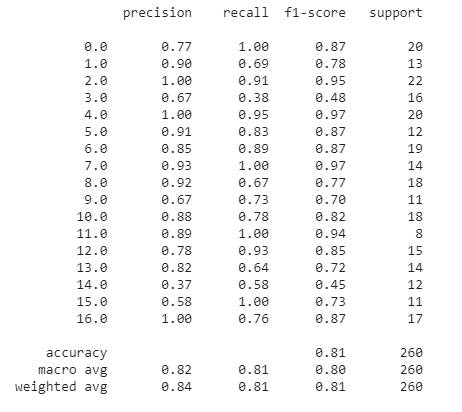 precision recall f1-score support
0.0 0.77 1.00 0.87 20
1.0 0.90 0.69 0.78 13
2.0 1.00 0.91 0.95 22
3.0 0.67 0.38 0.48 16
4.0 1.00 0.95 0.97 20
5.0 0.91 0.83 0.87 12
6.0 0.85 0.89 0.87 19
7.0 0.93 1.00 0.97 14
8.0 0.92 0.67 0.77 18
9.0 0.67 0.73 0.70 11
10.0 0.88 0.78 0.82 18
11.0 0.89 1.00 0.94 8
12.0 0.78 0.93 0.85 15
13.0 0.82 0.64 0.72 14
14.0 0.37 0.58 0.45 12
15.0 0.58 1.00 0.73 11
16.0 1.00 0.76 0.87 17
accuracy 0.81 260
macro avg 0.82 0.81 0.80 260
weighted avg 0.84 0.81 0.81 260